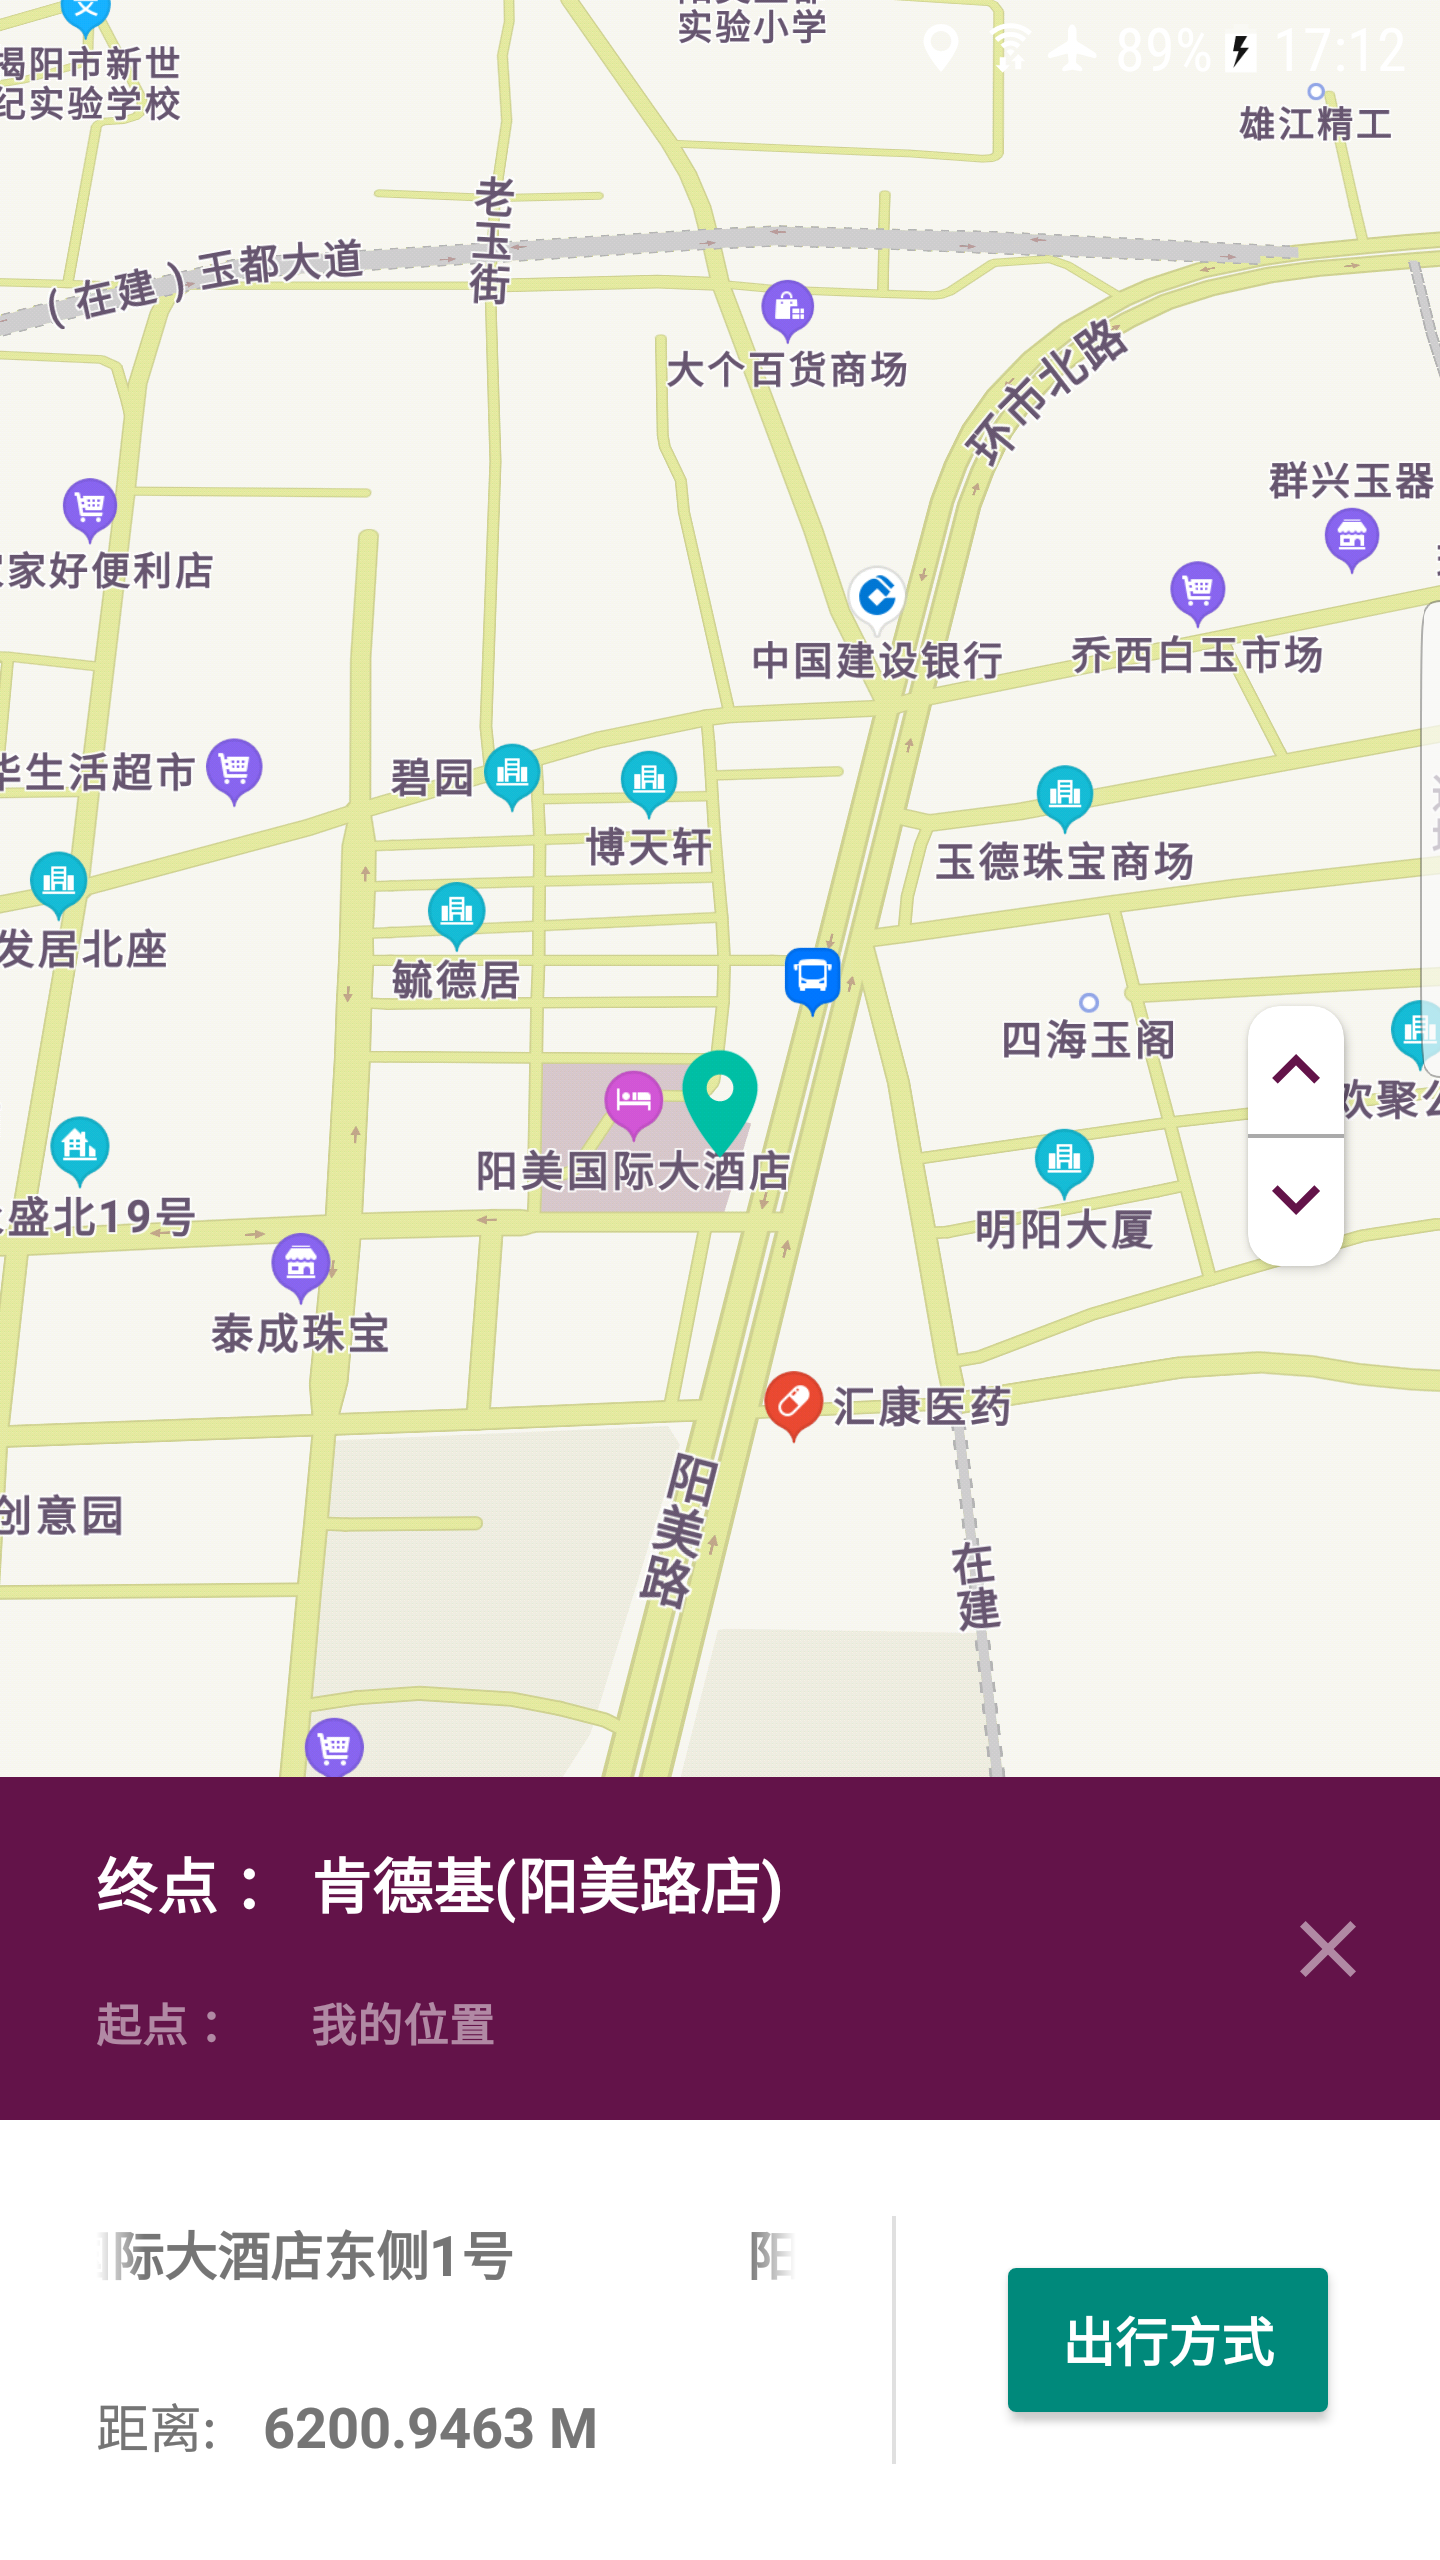 实验小学
89%
17:12
揭阳市新世
纪实验学校
雄江精工
老玉街
(在建)玉都大道
大个百货商场
环市北路
群兴玉器
家好便利店
中国建设银行
乔西白玉市场
华生活超市
碧园
博天轩
玉德珠宝商场
发居北座
毓德居
四海玉阁
欢聚公
阳美国际大酒店
盛北19号
明阳大厦
泰成珠宝
汇康医药
阳美路
创意园
在建
终点： 肯德基(阳美路店)
起点： 我的位置
际大酒店东侧1号 阳
距离: 6200.9463 M
出行方式